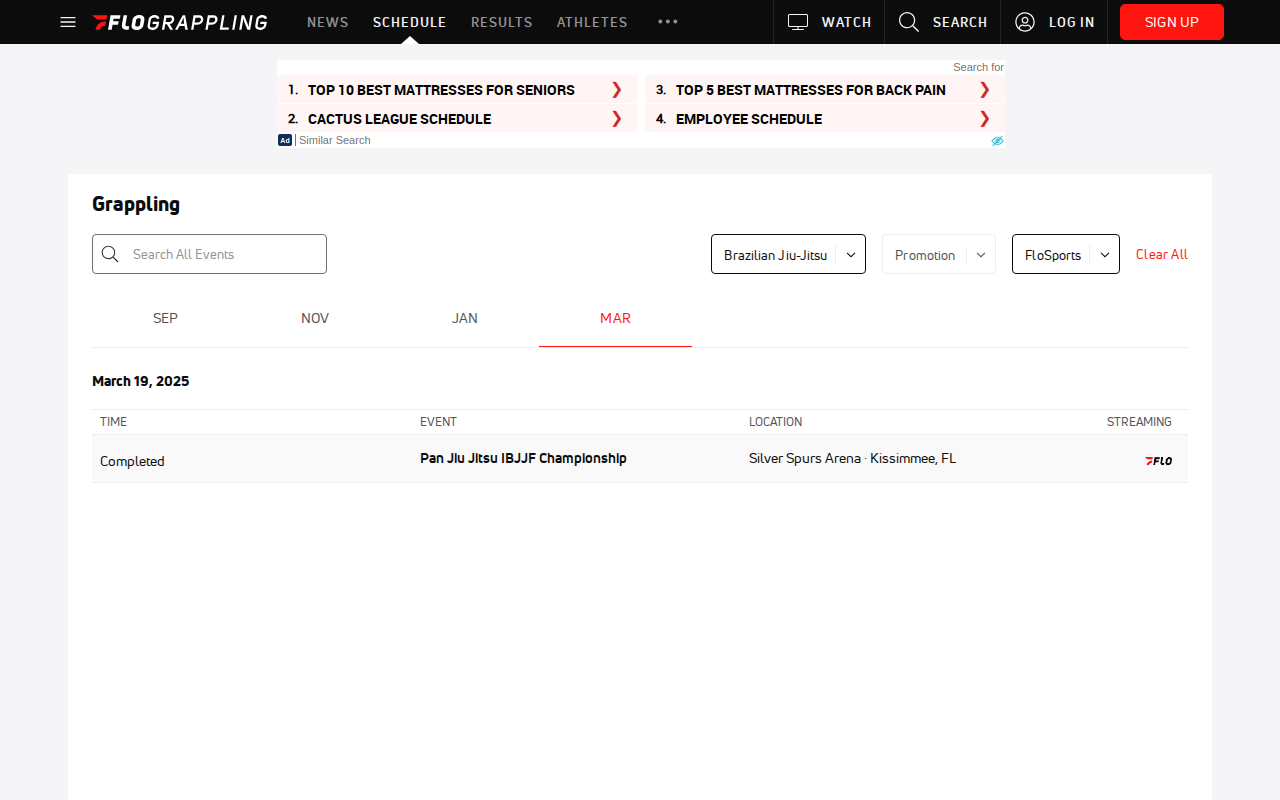 FLOGRAPPLING NEWS SCHEDULE RESULTS ATHLETES ••• WATCH SEARCH LOG IN SIGN UP
Search for
1. TOP 10 BEST MATTRESSES FOR SENIORS ❯
2. CACTUS LEAGUE SCHEDULE ❯
3. TOP 5 BEST MATTRESSES FOR BACK PAIN ❯
4. EMPLOYEE SCHEDULE ❯
Ad | Similar Search
Grappling
Search All Events Brazilian Jiu-Jitsu Promotion FloSports Clear All
SEP NOV JAN MAR
March 19, 2025
TIME EVENT LOCATION STREAMING
Completed Pan Jiu Jitsu IBJJF Championship Silver Spurs Arena · Kissimmee, FL FLO